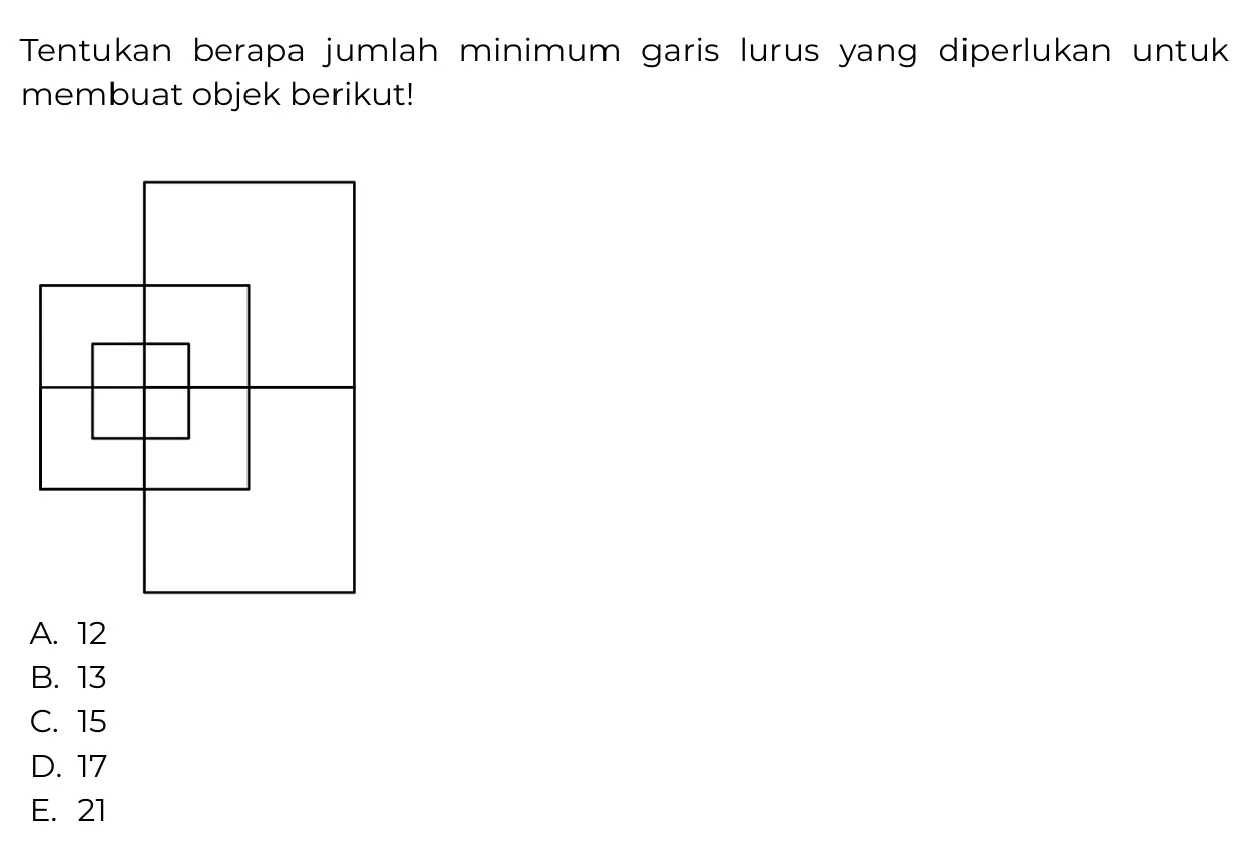 Tentukan berapa jumlah minimum garis lurus yang diperlukan untuk
membuat objek berikut!
A. 12
B. 13
C. 15
D. 17
E. 21